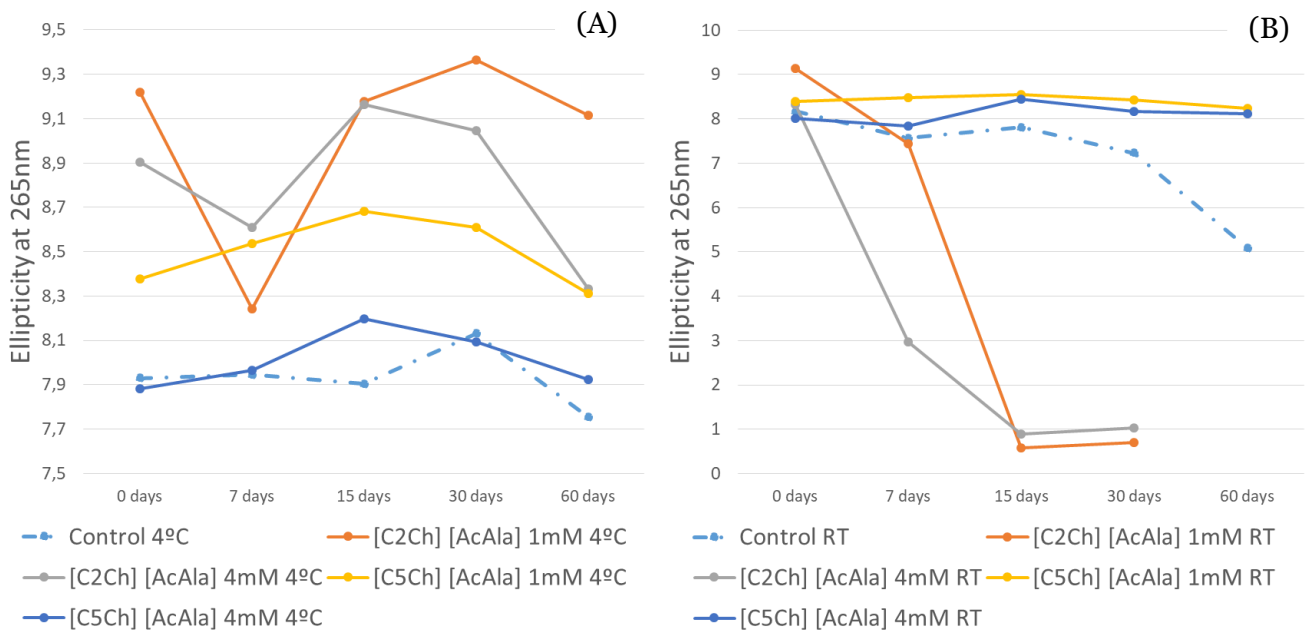 (A)
Ellipticity at 265nm
9,5
9,3
9,1
8,9
8,7
8,5
8,3
8,1
7,9
7,7
7,5
0 days
7 days
15 days
30 days
60 days
Control 4ºC
[C2Ch] [AcAla] 1mM 4ºC
[C2Ch] [AcAla] 4mM 4ºC
[C5Ch] [AcAla] 1mM 4ºC
[C5Ch] [AcAla] 4mM 4ºC
(B)
Ellipticity at 265nm
10
9
8
7
6
5
4
3
2
1
0
0 days
7 days
15 days
30 days
60 days
Control RT
[C2Ch] [AcAla] 1mM RT
[C2Ch] [AcAla] 4mM RT
[C5Ch] [AcAla] 1mM RT
[C5Ch] [AcAla] 4mM RT